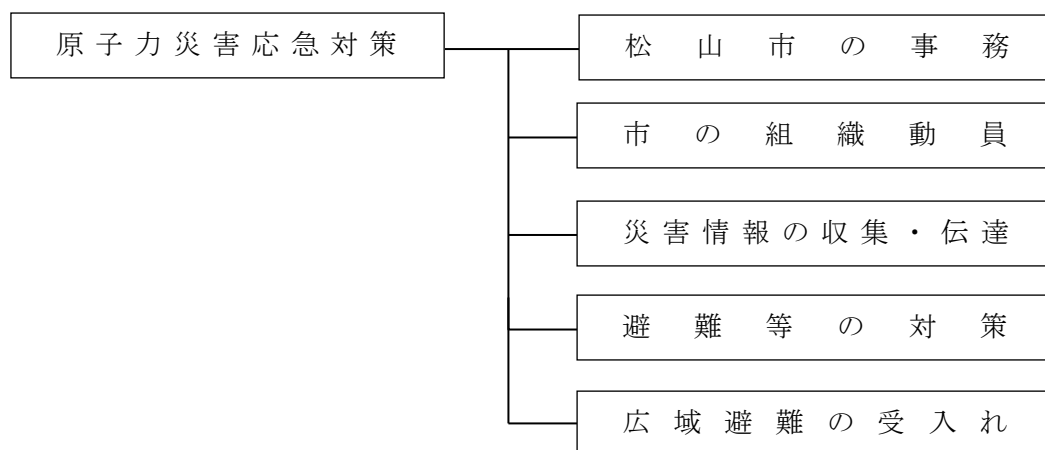 原子力災害応急対策
松山市の事務
市の組織動員
災害情報の収集・伝達
避難等の対策
広域避難の受入れ